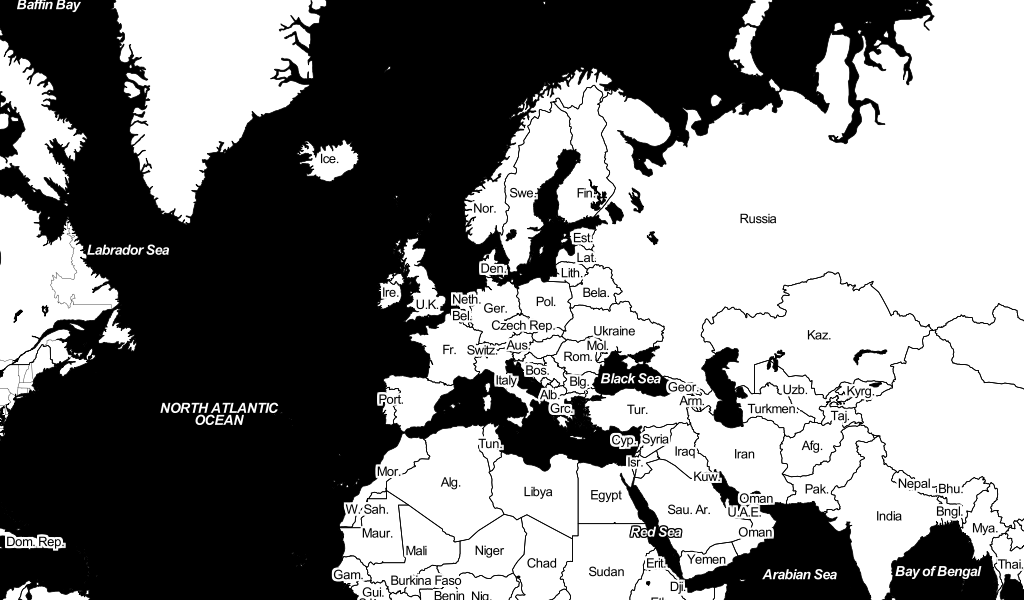 Baffin Bay
Ice.
Swe.
Fin.
Nor.
Russia
Est.
Labrador Sea
Lat.
Den.
Lith.
Ire.
Bela.
U.K.
Neth.
Pol.
Ger.
Bel.
Czech Rep.
Ukraine
Kaz.
Fr.
Switz.
Aus.
Mol.
Rom.
Bos.
Italy
Blg.
Black Sea
Geor.
Uzb.
Kyrg.
Alb.
Port.
Arm.
NORTH ATLANTIC
OCEAN
Grc.
Tur.
Turkmen.
Taj.
Tun.
Cyp.
Syria
Iraq
Iran
Afg.
Isr.
Mor.
Kuw.
Alg.
Libya
Egypt
Pak.
Nepal
Bhu.
Oman
W. Sah.
Sau. Ar.
U.A.E.
India
Bngl.
Maur.
Red Sea
Oman
Mya.
Dom. Rep.
Mali
Niger
Chad
Yemen
Erit.
Thai.
Gam.
Burkina Faso
Sudan
Dji.
Arabian Sea
Bay of Bengal
Gui.
Benin
Nig.